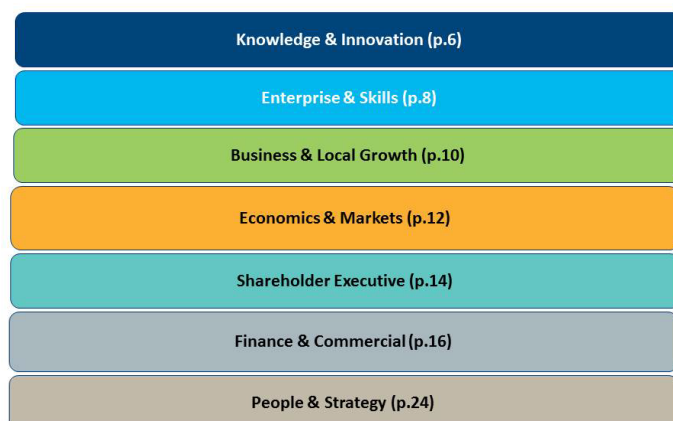 Knowledge & Innovation (p.6)
Enterprise & Skills (p.8)
Business & Local Growth (p.10)
Economics & Markets (p.12)
Shareholder Executive (p.14)
Finance & Commercial (p.16)
People & Strategy (p.24)